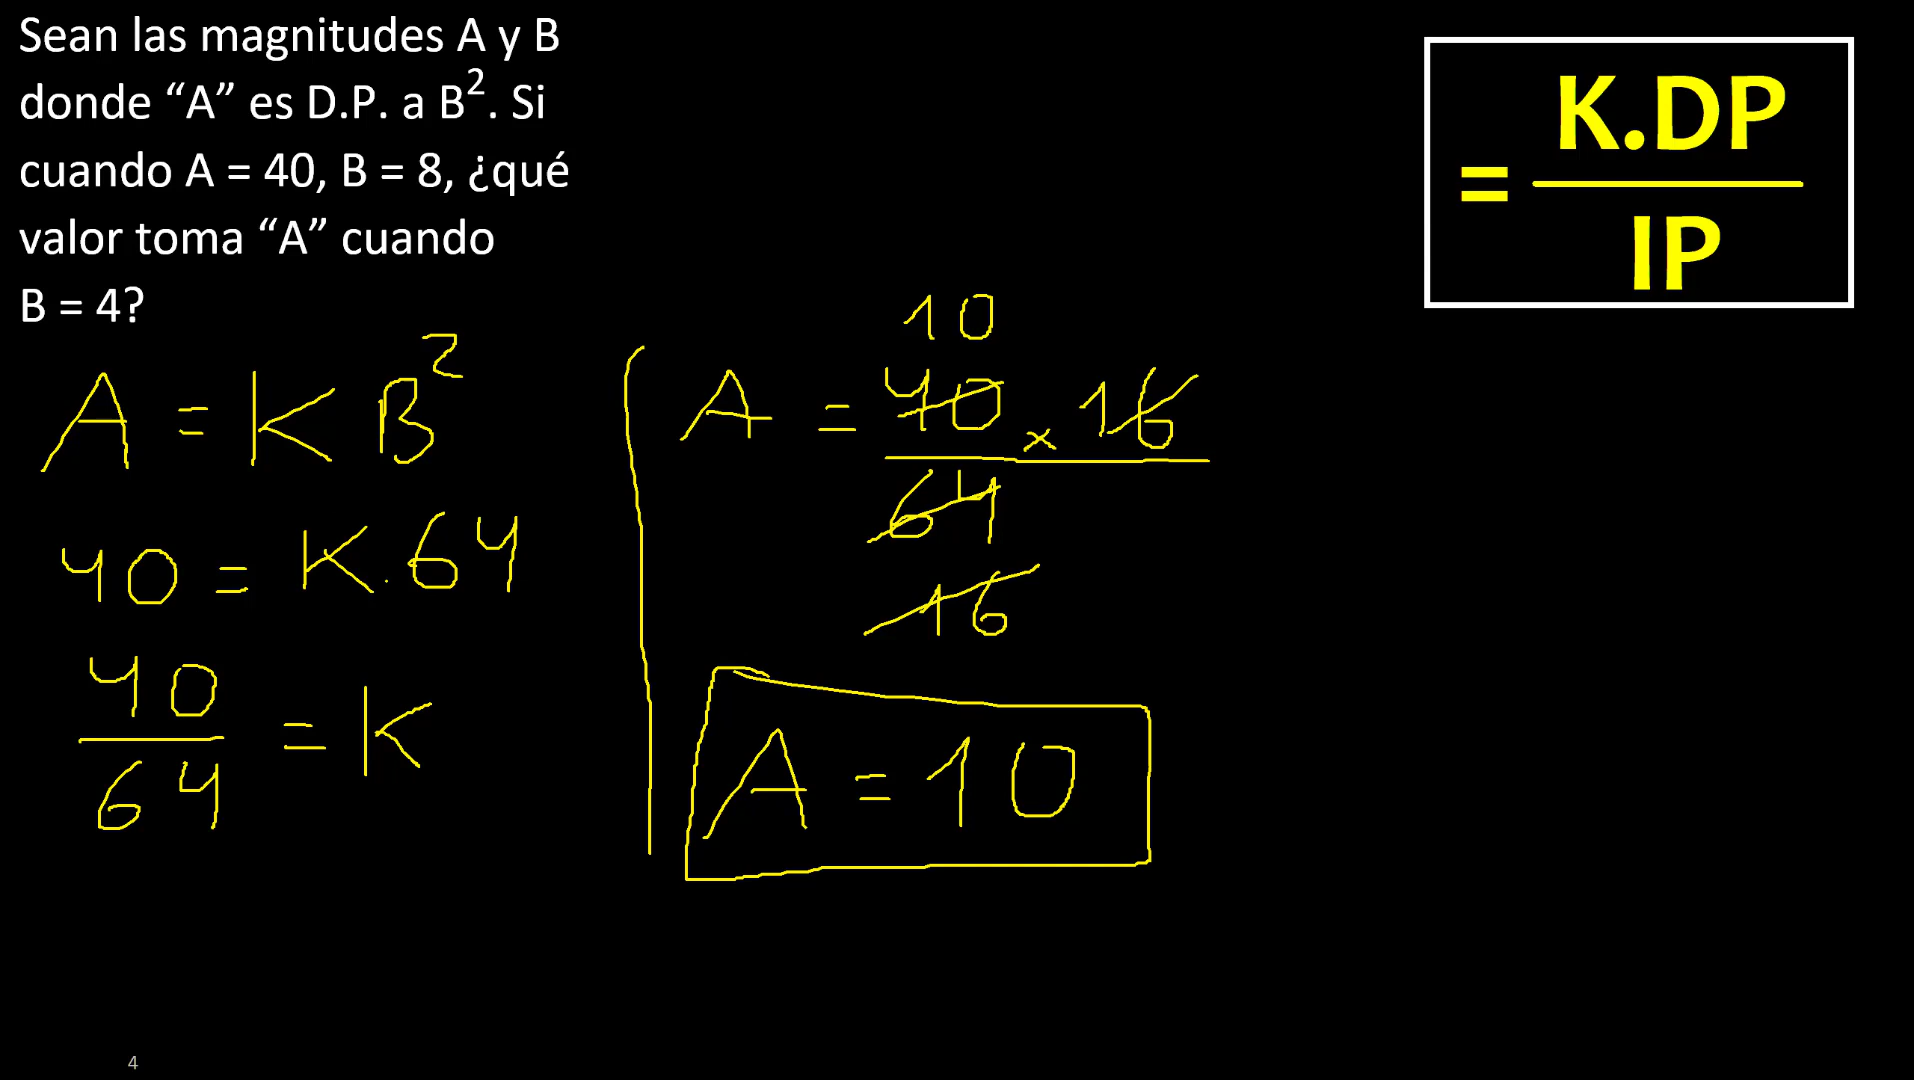 Sean las magnitudes A y B
donde “A” es D.P. a B². Si
cuando A = 40, B = 8, ¿qué
valor toma “A” cuando
B = 4?
= K.DP / IP
A = K B²
40 = K . 64
40 / 64 = K
10
A = 40 x 16
64
16
A = 10
4